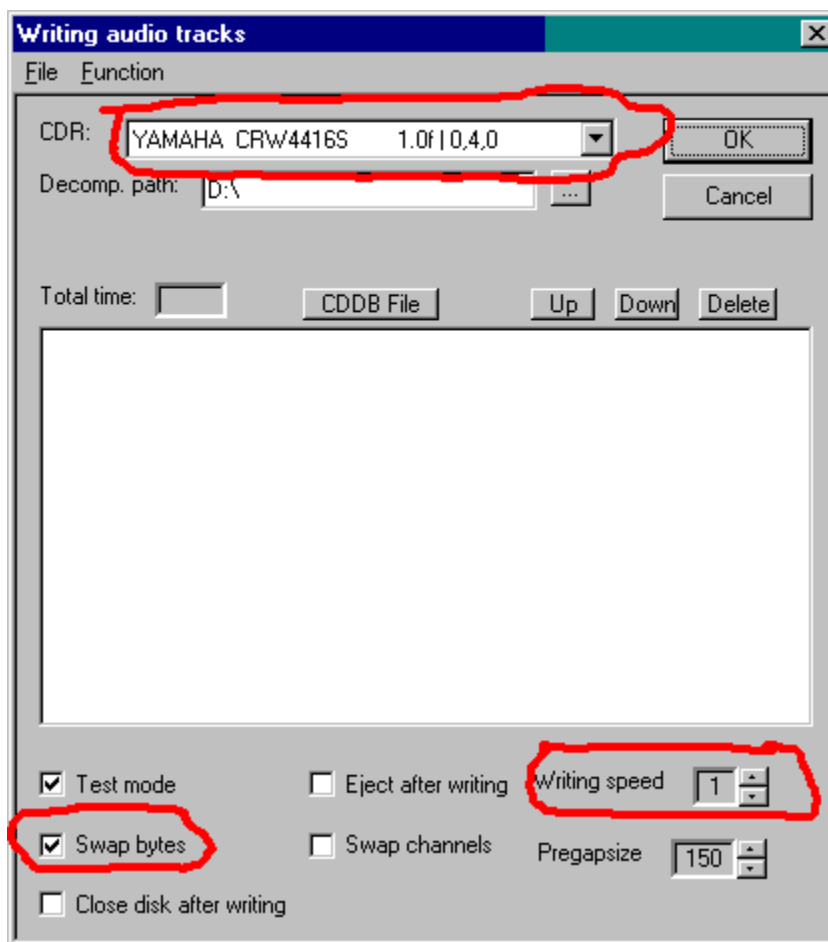 Writing audio tracks
File Function
CDR: YAMAHA CRW4416S 1.0f|0,4,0
OK
Decomp. path: D:\
...
Cancel
Total time:
CDDB File
Up
Down
Delete
Test mode
Eject after writing
Writing speed 1
Swap bytes
Swap channels
Pregapsize 150
Close disk after writing